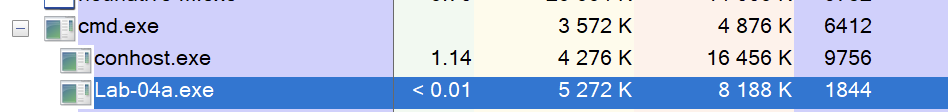 cmd.exe 3 572 K 4 876 K 6412
conhost.exe 1.14 4 276 K 16 456 K 9756
Lab-04a.exe < 0.01 5 272 K 8 188 K 1844